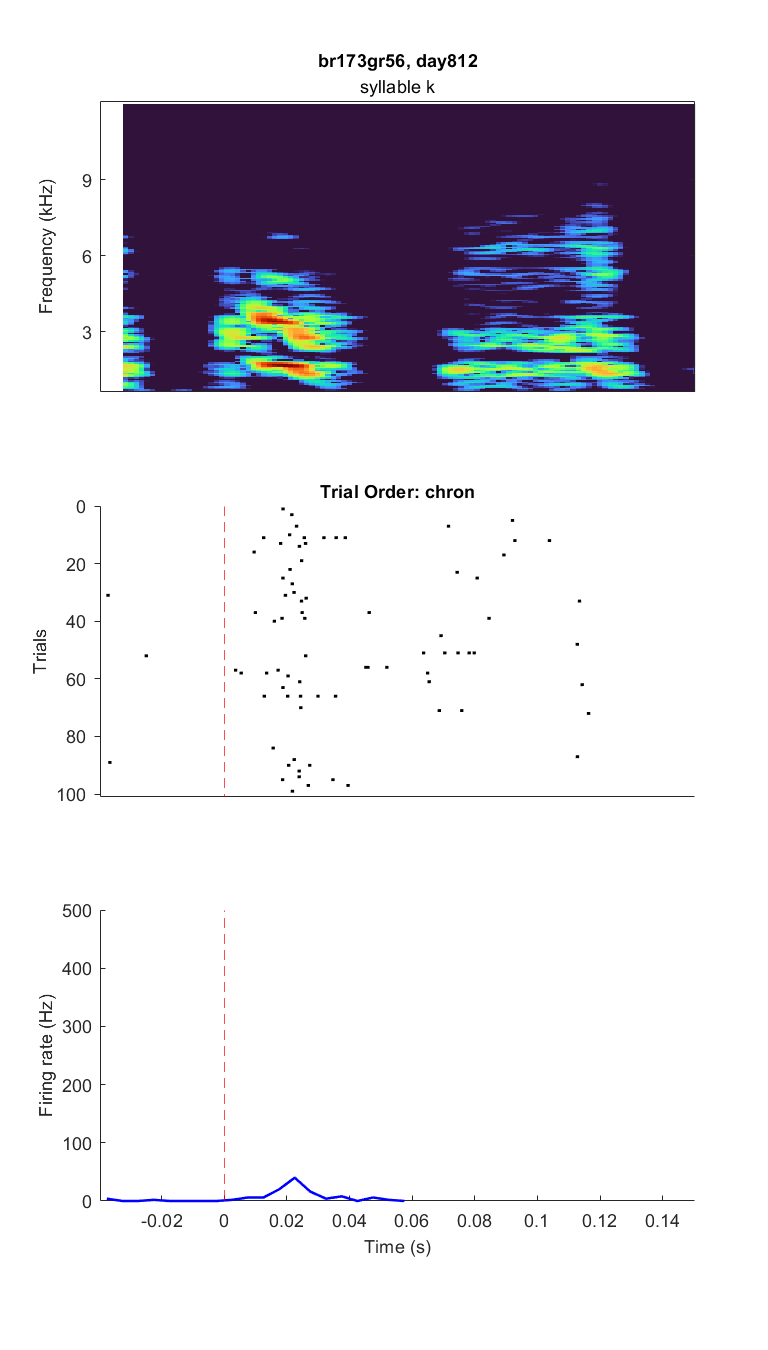 br173gr56, day812
syllable k
9
6
3
Frequency (kHz)
Trial Order: chron
0
20
40
60
80
100
Trials
500
400
300
200
100
0
Firing rate (Hz)
-0.02 0 0.02 0.04 0.06 0.08 0.1 0.12 0.14
Time (s)